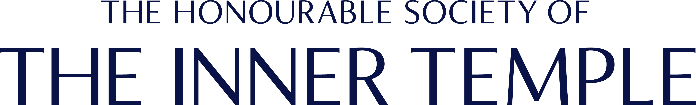 THE HONOURABLE SOCIETY OF
THE INNER TEMPLE